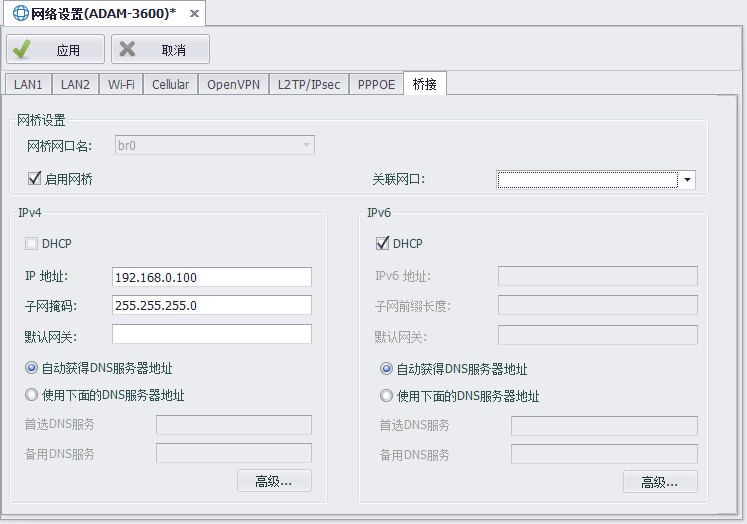 网络设置(ADAM-3600)*
应用 取消
LAN1 LAN2 Wi-Fi Cellular OpenVPN L2TP/IPsec PPPOE 桥接
网桥设置
网桥网口名: br0
启用网桥 关联网口:
IPv4
DHCP
IP 地址: 192.168.0.100
子网掩码: 255.255.255.0
默认网关:
自动获得DNS服务器地址
使用下面的DNS服务器地址
首选DNS服务
备用DNS服务
高级...
IPv6
DHCP
IPv6 地址:
子网前缀长度:
默认网关:
自动获得DNS服务器地址
使用下面的DNS服务器地址
首选DNS服务
备用DNS服务
高级...